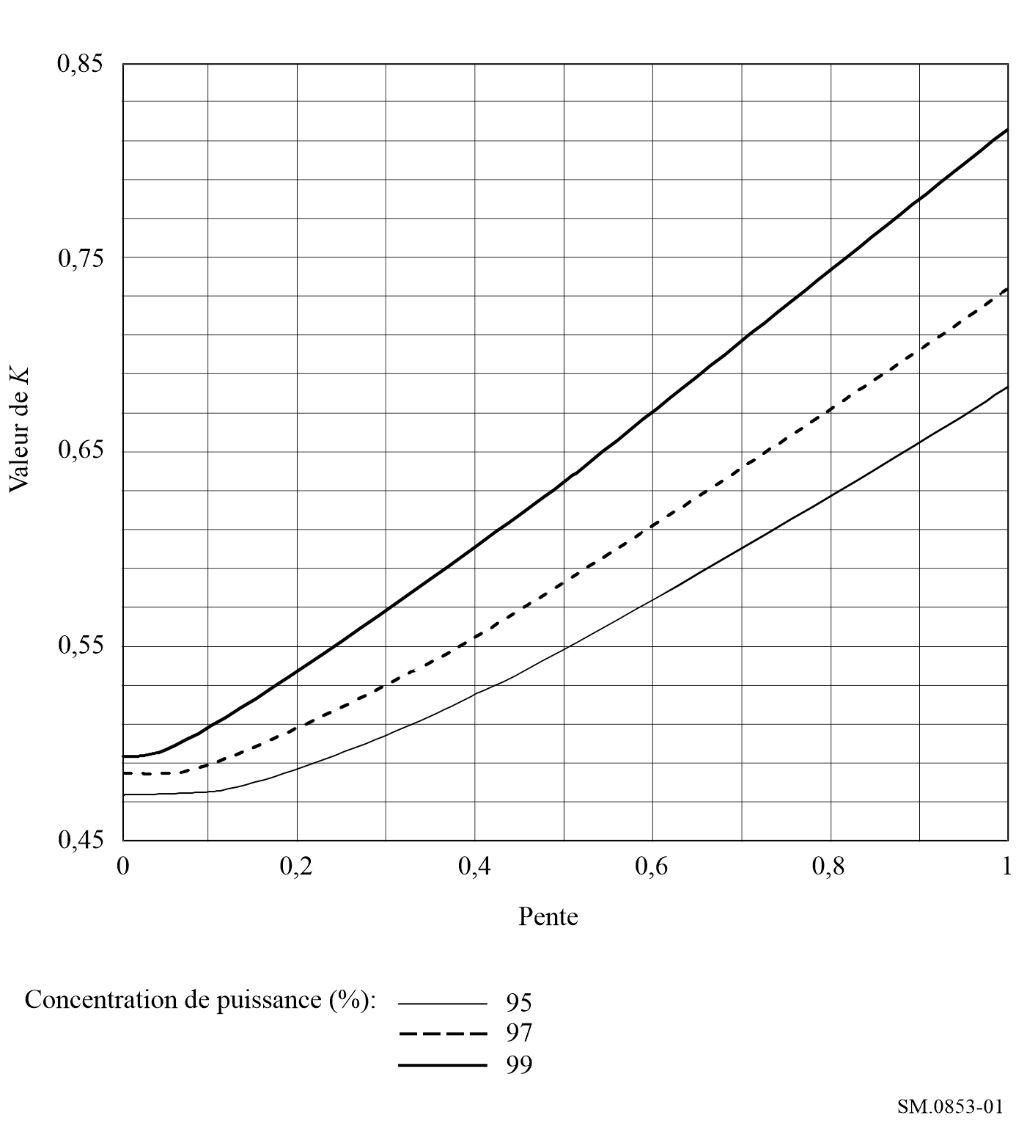 0,85
0,75
0,65
0,55
0,45
Valeur de K
0 0,2 0,4 0,6 0,8 1
Pente
Concentration de puissance (%):
95
97
99
SM.0853-01